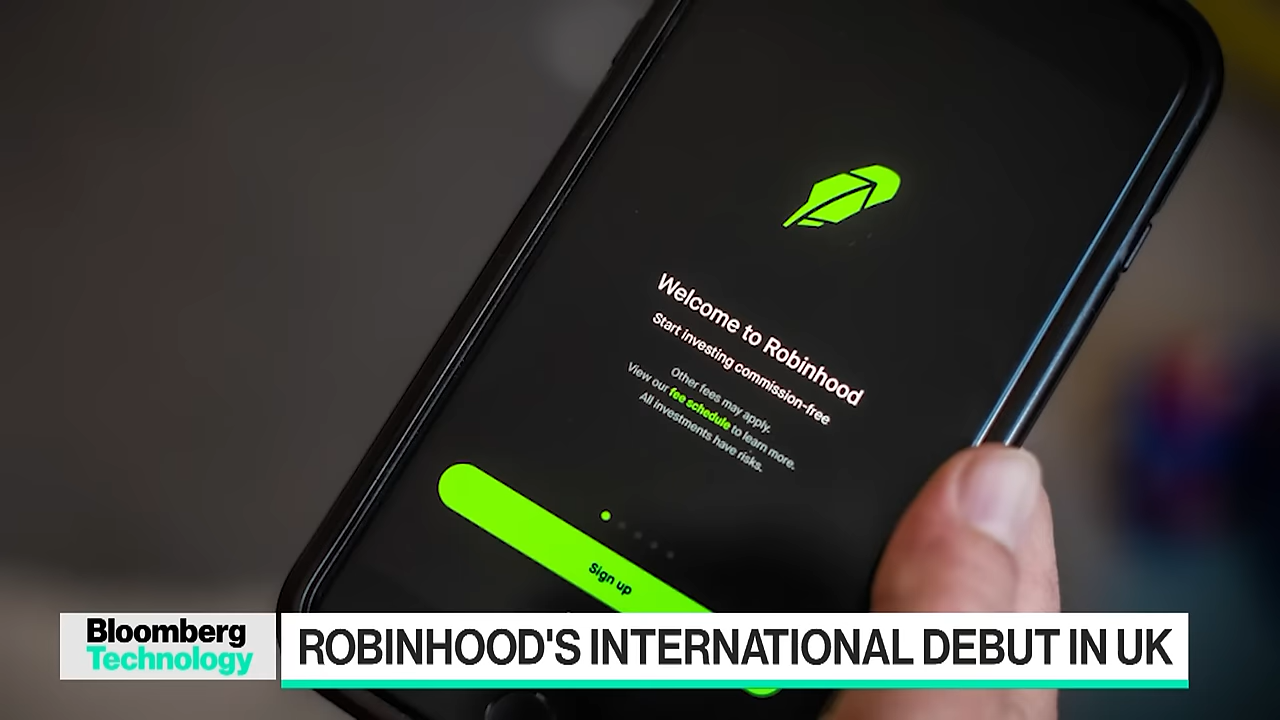 Welcome to Robinhood
Start investing commission-free
Other fees may apply.
View our fee schedule to learn more.
All investments have risks.
Sign up
Bloomberg
Technology
ROBINHOOD'S INTERNATIONAL DEBUT IN UK